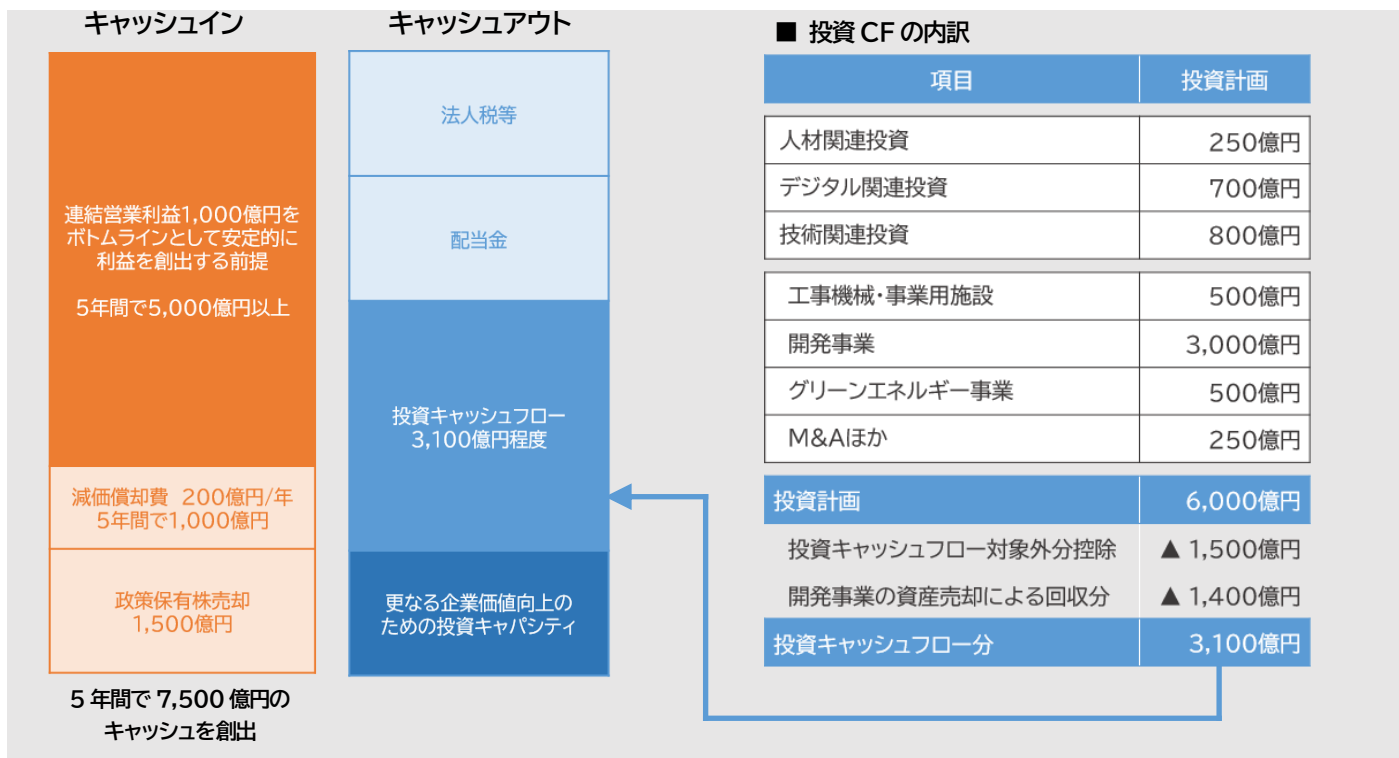 キャッシュイン
連結営業利益1,000億円を
ボトムラインとして安定的に
利益を創出する前提
5年間で5,000億円以上
減価償却費 200億円/年
5年間で1,000億円
政策保有株売却
1,500億円
5年間で7,500億円の
キャッシュを創出
キャッシュアウト
法人税等
配当金
投資キャッシュフロー
3,100億円程度
更なる企業価値向上の
ための投資キャパシティ
■ 投資CFの内訳
項目 投資計画
人材関連投資 250億円
デジタル関連投資 700億円
技術関連投資 800億円
工事機械・事業用施設 500億円
開発事業 3,000億円
グリーンエネルギー事業 500億円
M&Aほか 250億円
投資計画 6,000億円
投資キャッシュフロー対象外分控除 ▲ 1,500億円
開発事業の資産売却による回収分 ▲ 1,400億円
投資キャッシュフロー分 3,100億円